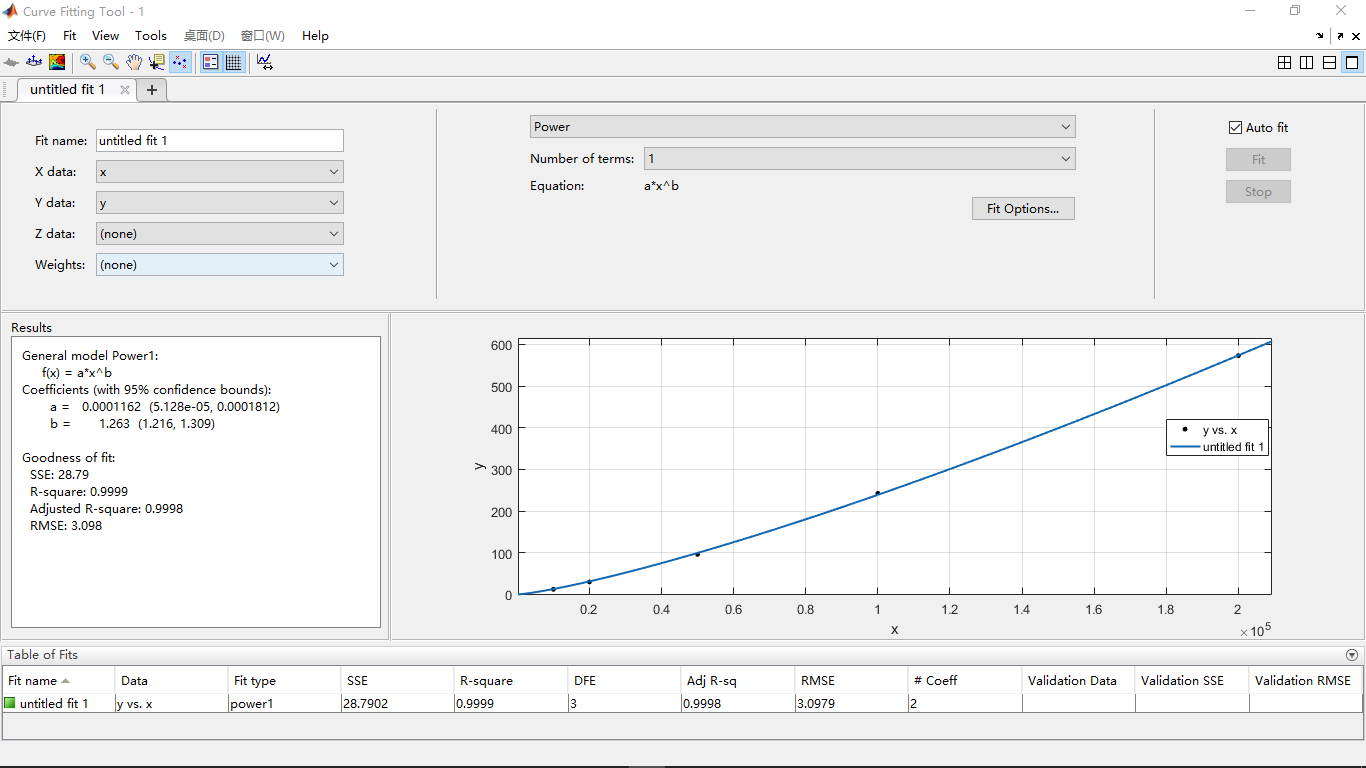 Curve Fitting Tool - 1
文件(F) Fit View Tools 桌面(D) 窗口(W) Help
untitled fit 1
Fit name: untitled fit 1
X data: x
Y data: y
Z data: (none)
Weights: (none)
Power
Number of terms: 1
Equation: a*x^b
Fit Options...
Auto fit
Fit
Stop
Results
General model Power1:
f(x) = a*x^b
Coefficients (with 95% confidence bounds):
a = 0.0001162 (5.128e-05, 0.0001812)
b = 1.263 (1.216, 1.309)
Goodness of fit:
SSE: 28.79
R-square: 0.9999
Adjusted R-square: 0.9998
RMSE: 3.098
600
500
400
300
200
100
0
y
0.2 0.4 0.6 0.8 1 1.2 1.4 1.6 1.8 2
x
× 10^5
y vs. x
untitled fit 1
Table of Fits
Fit name Data Fit type SSE R-square DFE Adj R-sq RMSE # Coeff Validation Data Validation SSE Validation RMSE
untitled fit 1 y vs. x power1 28.7902 0.9999 3 0.9998 3.0979 2